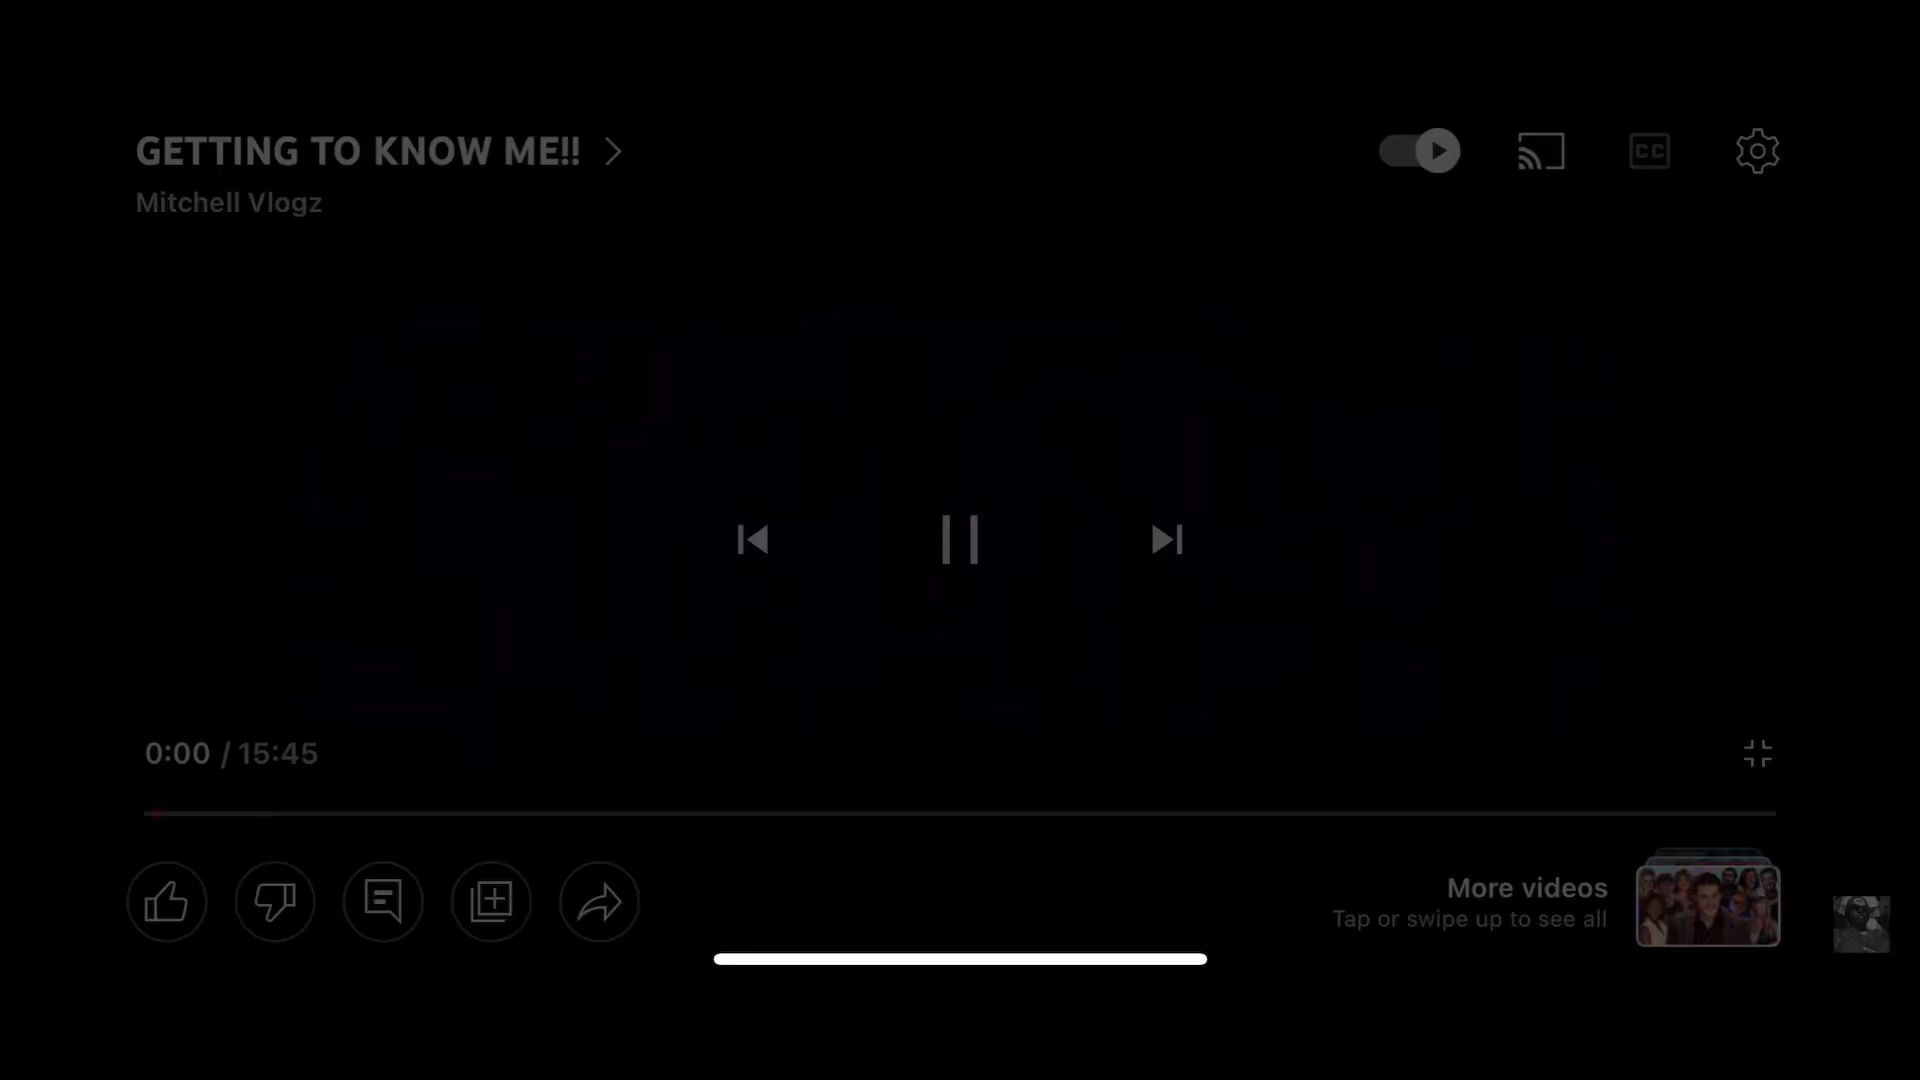 GETTING TO KNOW ME!!
Mitchell Vlogz
CC
0:00 / 15:45
More videos
Tap or swipe up to see all